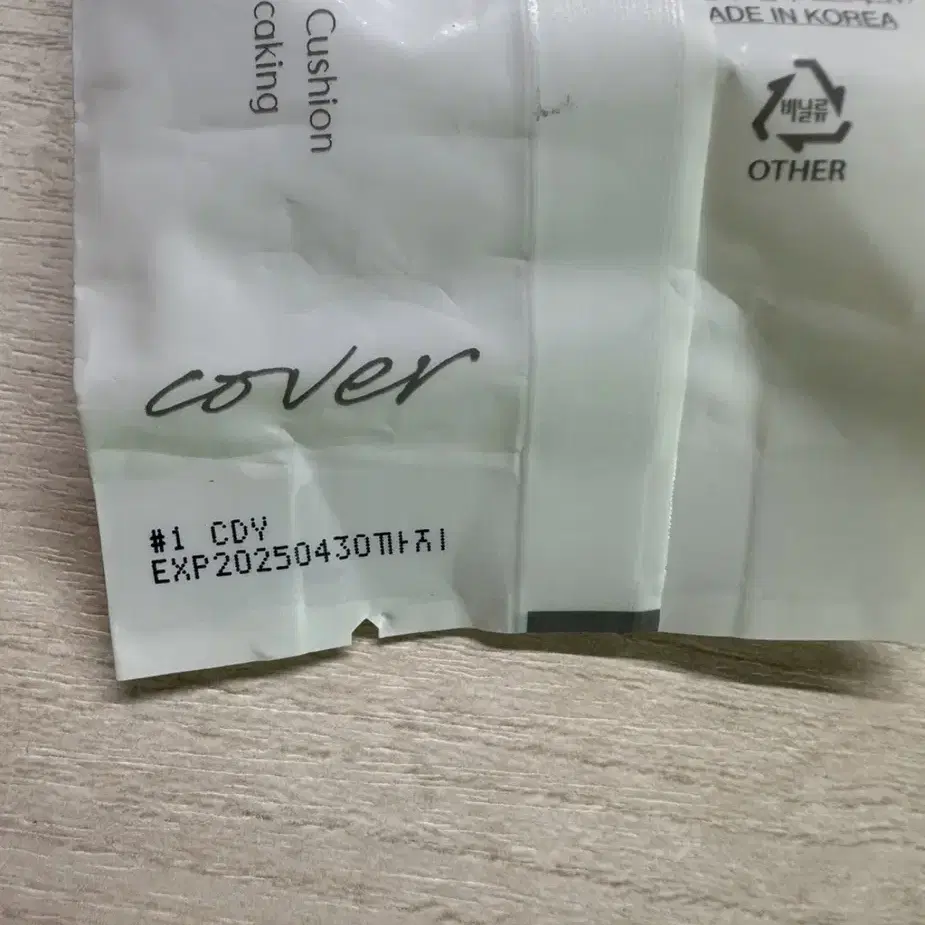 Cushion
caking
ADE IN KOREA
비닐류
OTHER
cover
#1 CDY
EXP20250430까지